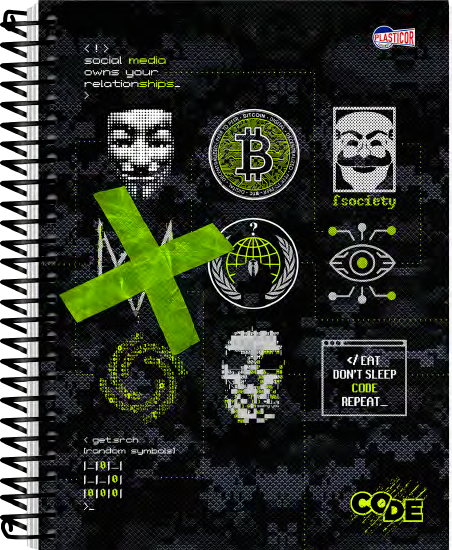 < ! >
social media
owns your
relationships_
>
PLASTICOR
BITCOIN
fsociety
?
</ EAT
DON'T SLEEP
CODE
REPEAT_
< get.srch
[random symbols]
|_|0|_|
|_|_|0|
|0|0|0|
>_
CODE